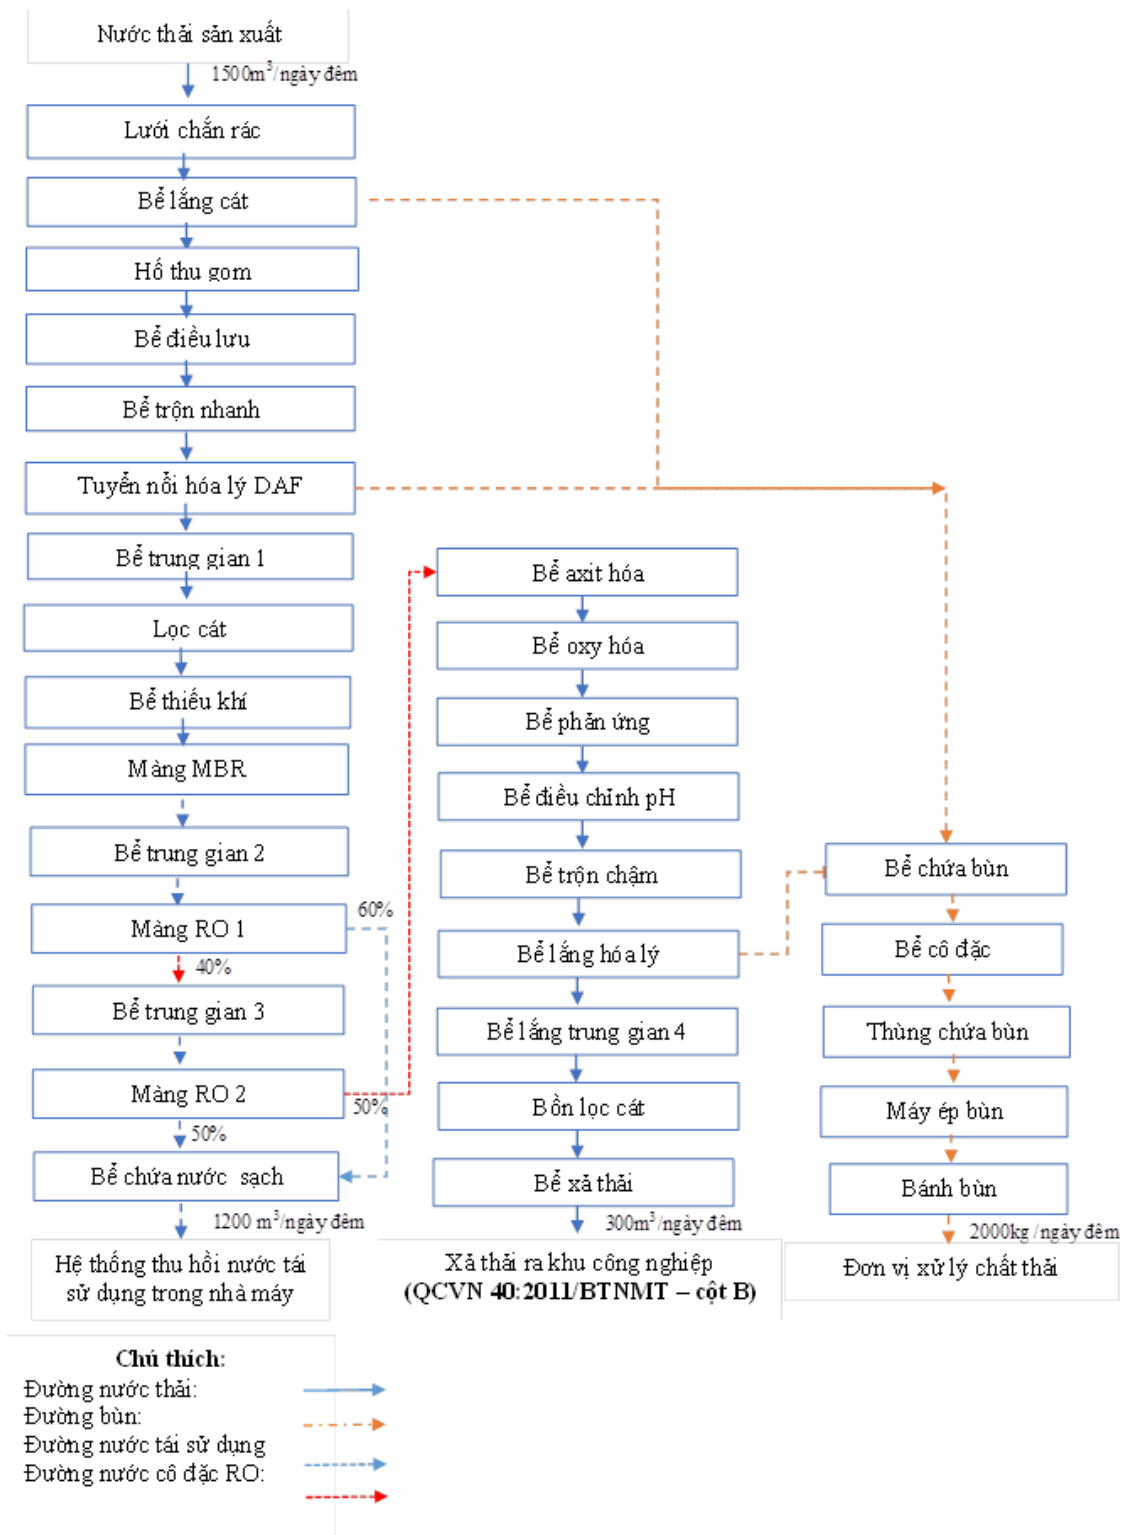 Nước thải sản xuất
1500m³/ngày đêm
Lưới chắn rác
Bể lắng cát
Hố thu gom
Bể điều lưu
Bể trộn nhanh
Tuyển nổi hóa lý DAF
Bể trung gian 1
Lọc cát
Bể thiếu khí
Màng MBR
Bể trung gian 2
Màng RO 1
60%
40%
Bể trung gian 3
Màng RO 2
50%
50%
Bể chứa nước sạch
1200 m³/ngày đêm
Hệ thống thu hồi nước tái
sử dụng trong nhà máy
Bể axit hóa
Bể oxy hóa
Bể phản ứng
Bể điều chỉnh pH
Bể trộn chậm
Bể lắng hóa lý
Bể lắng trung gian 4
Bồn lọc cát
Bể xả thải
300m³/ngày đêm
Xả thải ra khu công nghiệp
(QCVN 40:2011/BTNMT – cột B)
Bể chứa bùn
Bể cô đặc
Thùng chứa bùn
Máy ép bùn
Bánh bùn
2000kg/ngày đêm
Đơn vị xử lý chất thải
Chú thích:
Đường nước thải:
Đường bùn:
Đường nước tái sử dụng
Đường nước cô đặc RO: